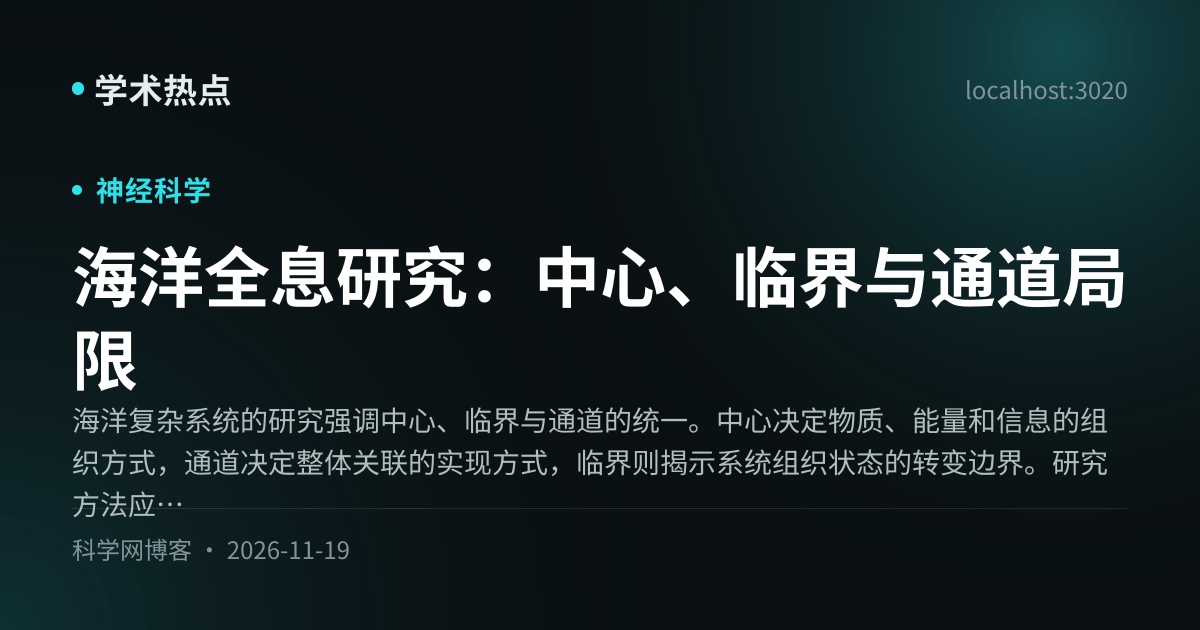 学术热点
localhost:3020
神经科学
海洋全息研究：中心、临界与通道局
限
海洋复杂系统的研究强调中心、临界与通道的统一。中心决定物质、能量和信息的组
织方式，通道决定整体关联的实现方式，临界则揭示系统组织状态的转变边界。研究
方法应…
科学网博客 • 2026-11-19